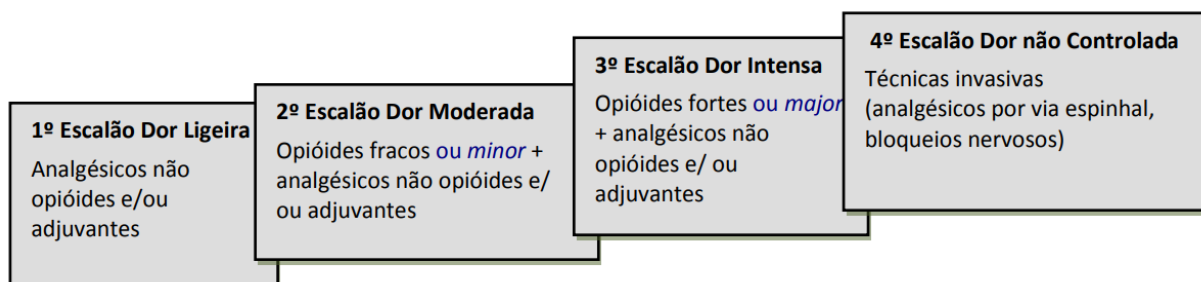 1º Escalão Dor Ligeira
Analgésicos não
opióides e/ou
adjuvantes
2º Escalão Dor Moderada
Opióides fracos ou minor +
analgésicos não opióides e/
ou adjuvantes
3º Escalão Dor Intensa
Opióides fortes ou major
+ analgésicos não
opióides e/ ou
adjuvantes
4º Escalão Dor não Controlada
Técnicas invasivas
(analgésicos por via espinhal,
bloqueios nervosos)